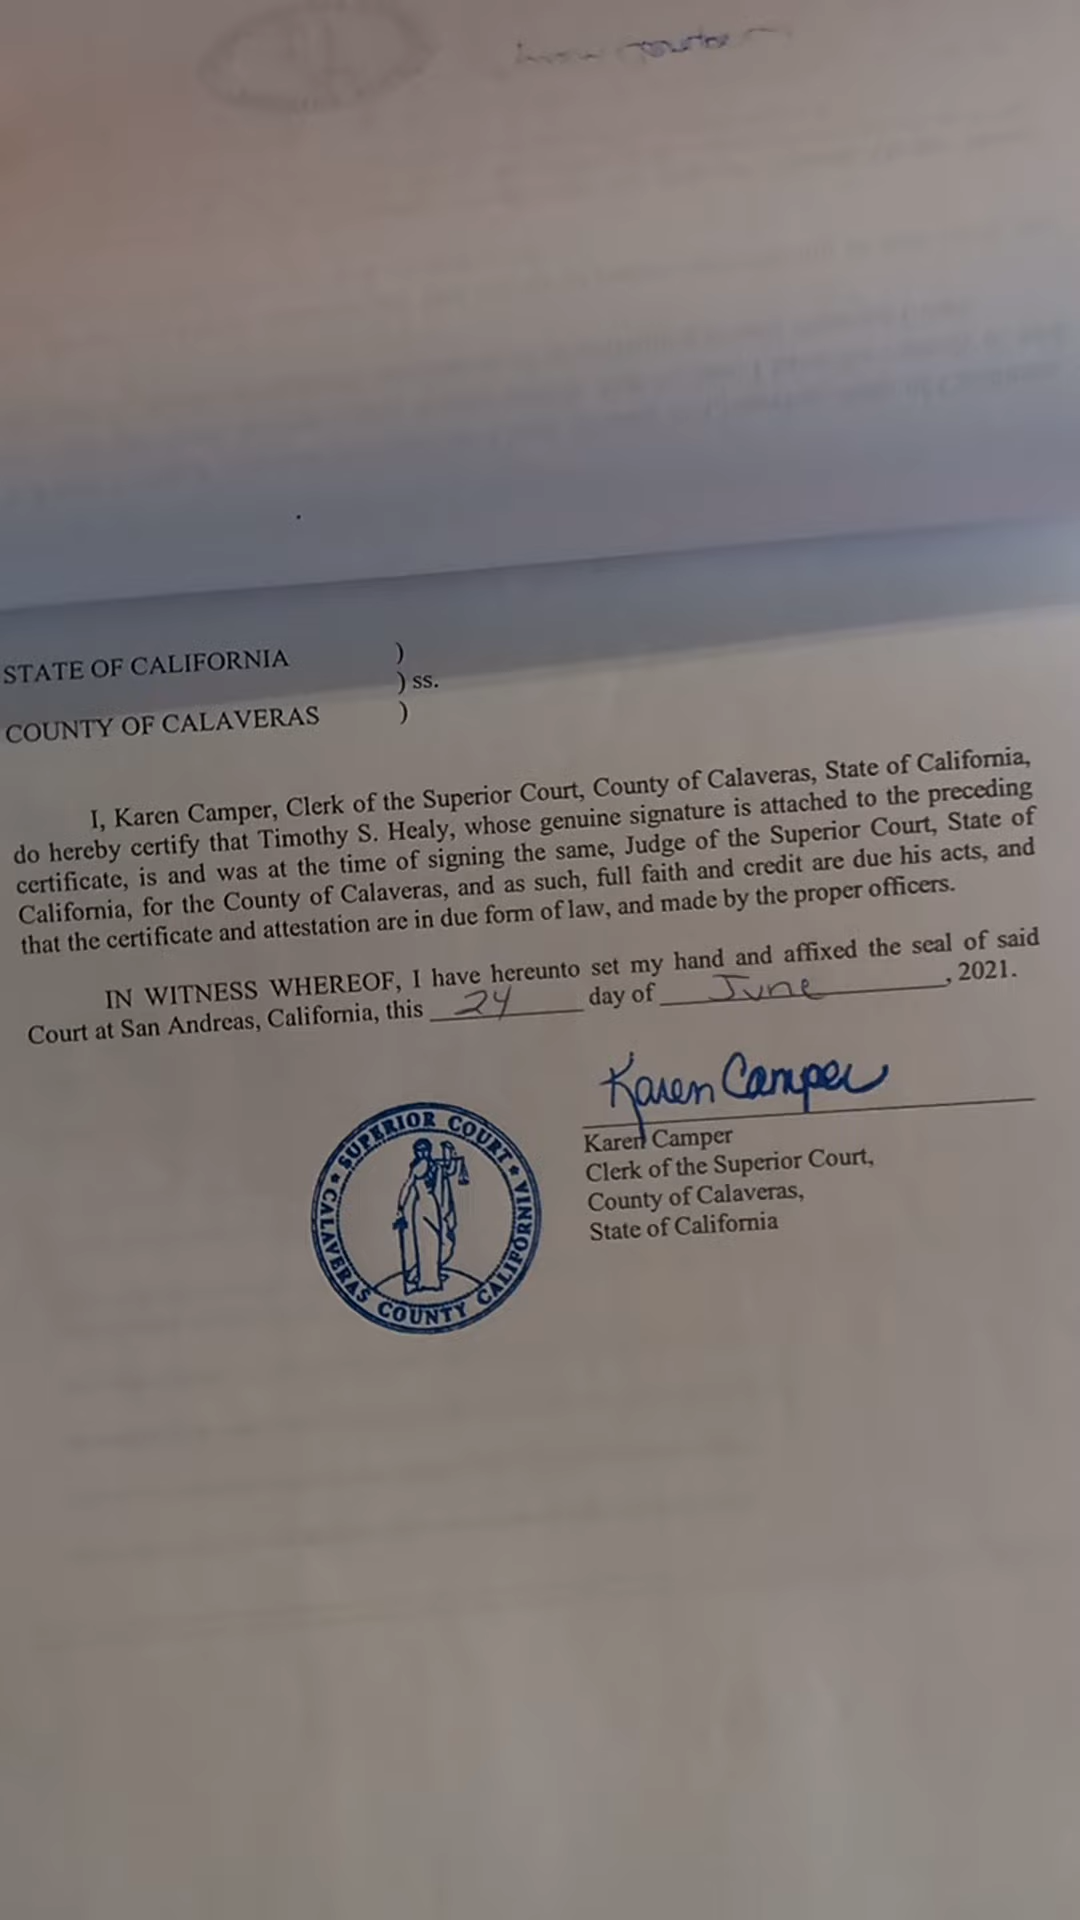 STATE OF CALIFORNIA )
) ss.
COUNTY OF CALAVERAS )
I, Karen Camper, Clerk of the Superior Court, County of Calaveras, State of California,
do hereby certify that Timothy S. Healy, whose genuine signature is attached to the preceding
certificate, is and was at the time of signing the same, Judge of the Superior Court, State of
California, for the County of Calaveras, and as such, full faith and credit are due his acts, and
that the certificate and attestation are in due form of law, and made by the proper officers.
IN WITNESS WHEREOF, I have hereunto set my hand and affixed the seal of said
Court at San Andreas, California, this 24 day of June, 2021.
Karen Camper
Karen Camper
Clerk of the Superior Court,
County of Calaveras,
State of California
SUPERIOR COURT
CALAVERAS COUNTY CALIFORNIA